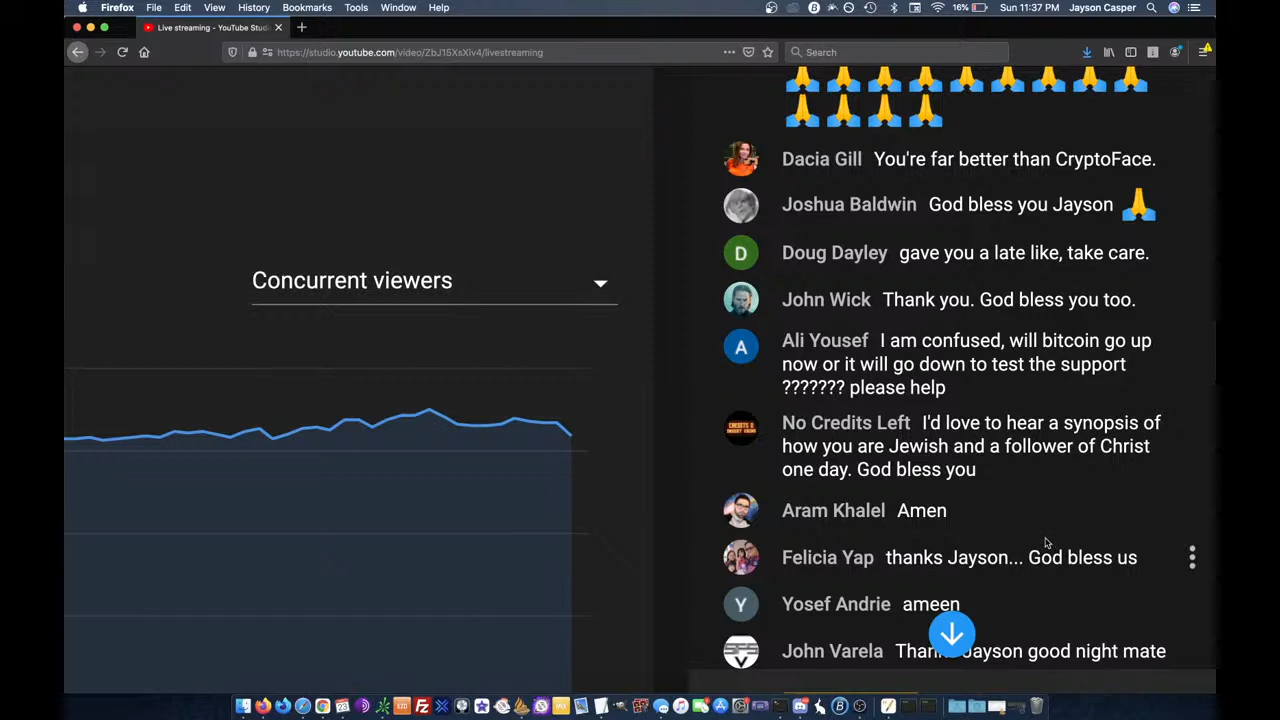 Firefox File Edit View History Bookmarks Tools Window Help 16% Sun 11:37 PM Jayson Casper
Live streaming - YouTube Studi
https://studio.youtube.com/video/ZbJ15XsXiv4/livestreaming
Search
Concurrent viewers
Dacia Gill You're far better than CryptoFace.
Joshua Baldwin God bless you Jayson
D
Doug Dayley gave you a late like, take care.
John Wick Thank you. God bless you too.
A
Ali Yousef I am confused, will bitcoin go up
now or it will go down to test the support
??????? please help
No Credits Left I'd love to hear a synopsis of
how you are Jewish and a follower of Christ
one day. God bless you
Aram Khalel Amen
Felicia Yap thanks Jayson... God bless us
Y
Yosef Andrie ameen
John Varela Jayson good night mate